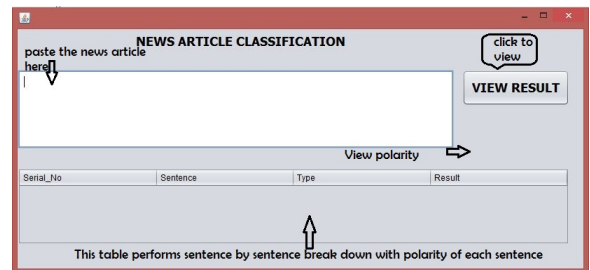 NEWS ARTICLE CLASSIFICATION
paste the news article
here
click to
view
VIEW RESULT
View polarity
Serial_No Sentence Type Result
This table performs sentence by sentence break down with polarity of each sentence